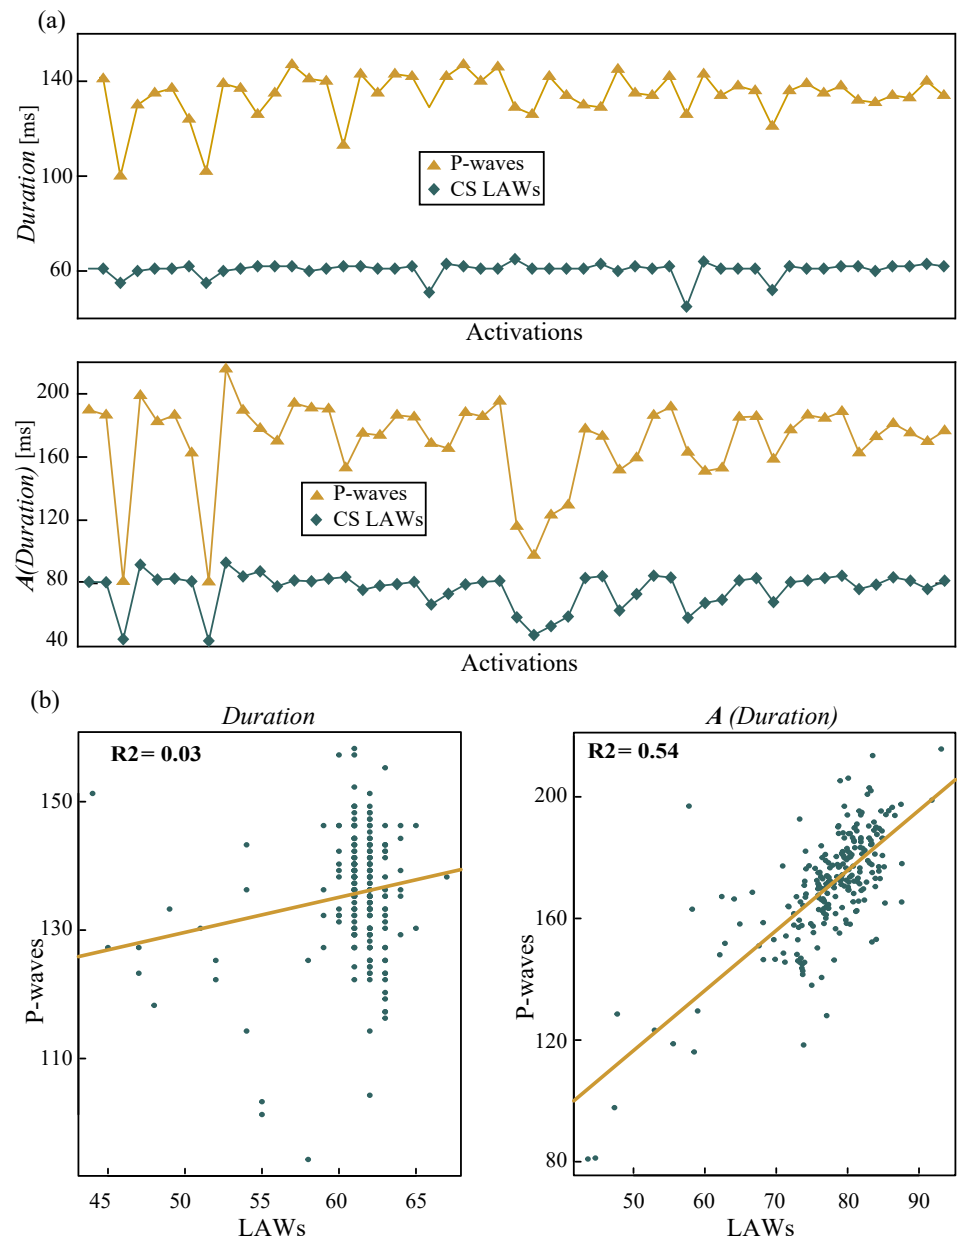 (a)
Duration [ms]
140
100
60
P-waves
CS LAWs
Activations
A(Duration) [ms]
200
160
120
80
40
P-waves
CS LAWs
Activations
(b)
Duration
R2= 0.03
P-waves
150
130
110
45 50 55 60 65
LAWs
A (Duration)
R2= 0.54
P-waves
200
160
120
80
50 60 70 80 90
LAWs